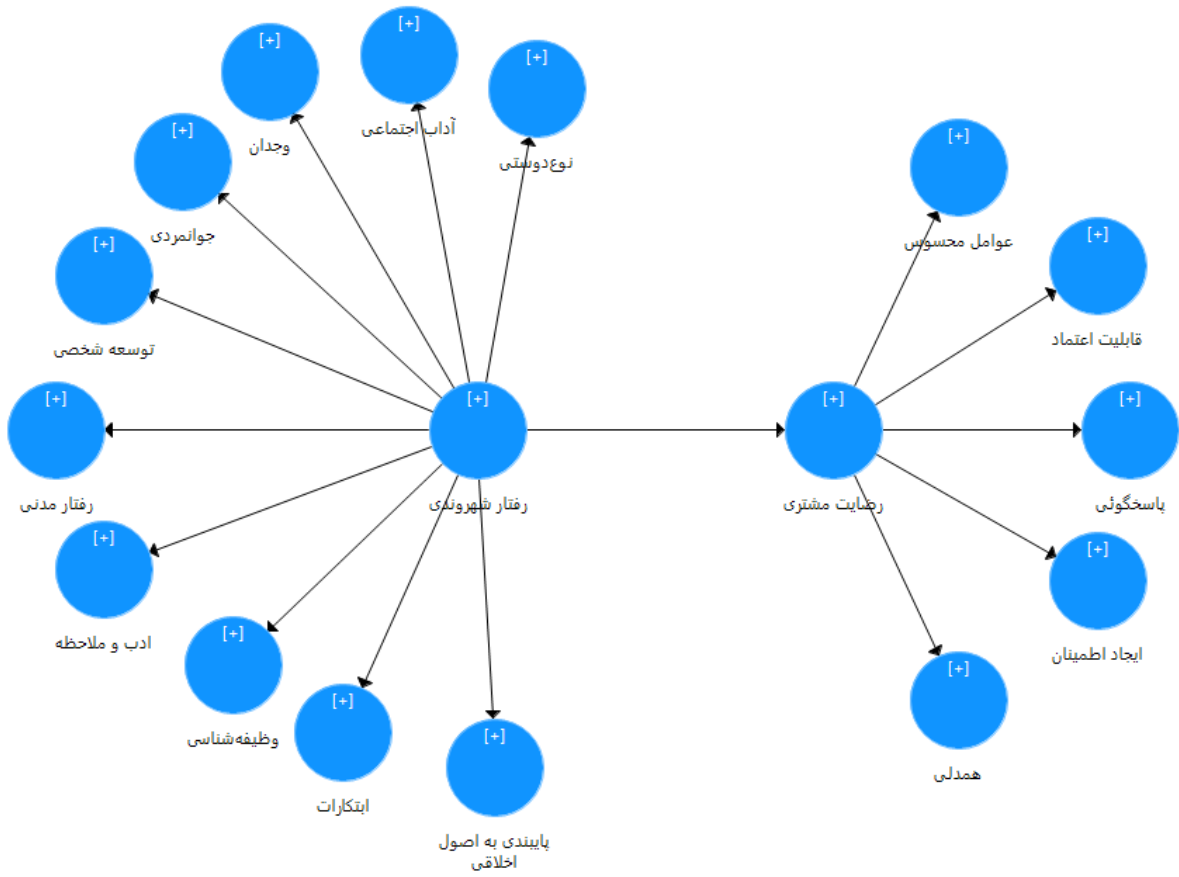 [+]
آداب اجتماعی
[+]
نوع‌دوستی
[+]
وجدان
[+]
جوانمردی
[+]
توسعه شخصی
[+]
رفتار مدنی
[+]
ادب و ملاحظه
[+]
وظیفه‌شناسی
[+]
ابتکارات
[+]
پایبندی به اصول
اخلاقی
[+]
رفتار شهروندی
[+]
رضایت مشتری
[+]
عوامل محسوس
[+]
قابلیت اعتماد
[+]
پاسخگوئی
[+]
ایجاد اطمینان
[+]
همدلی